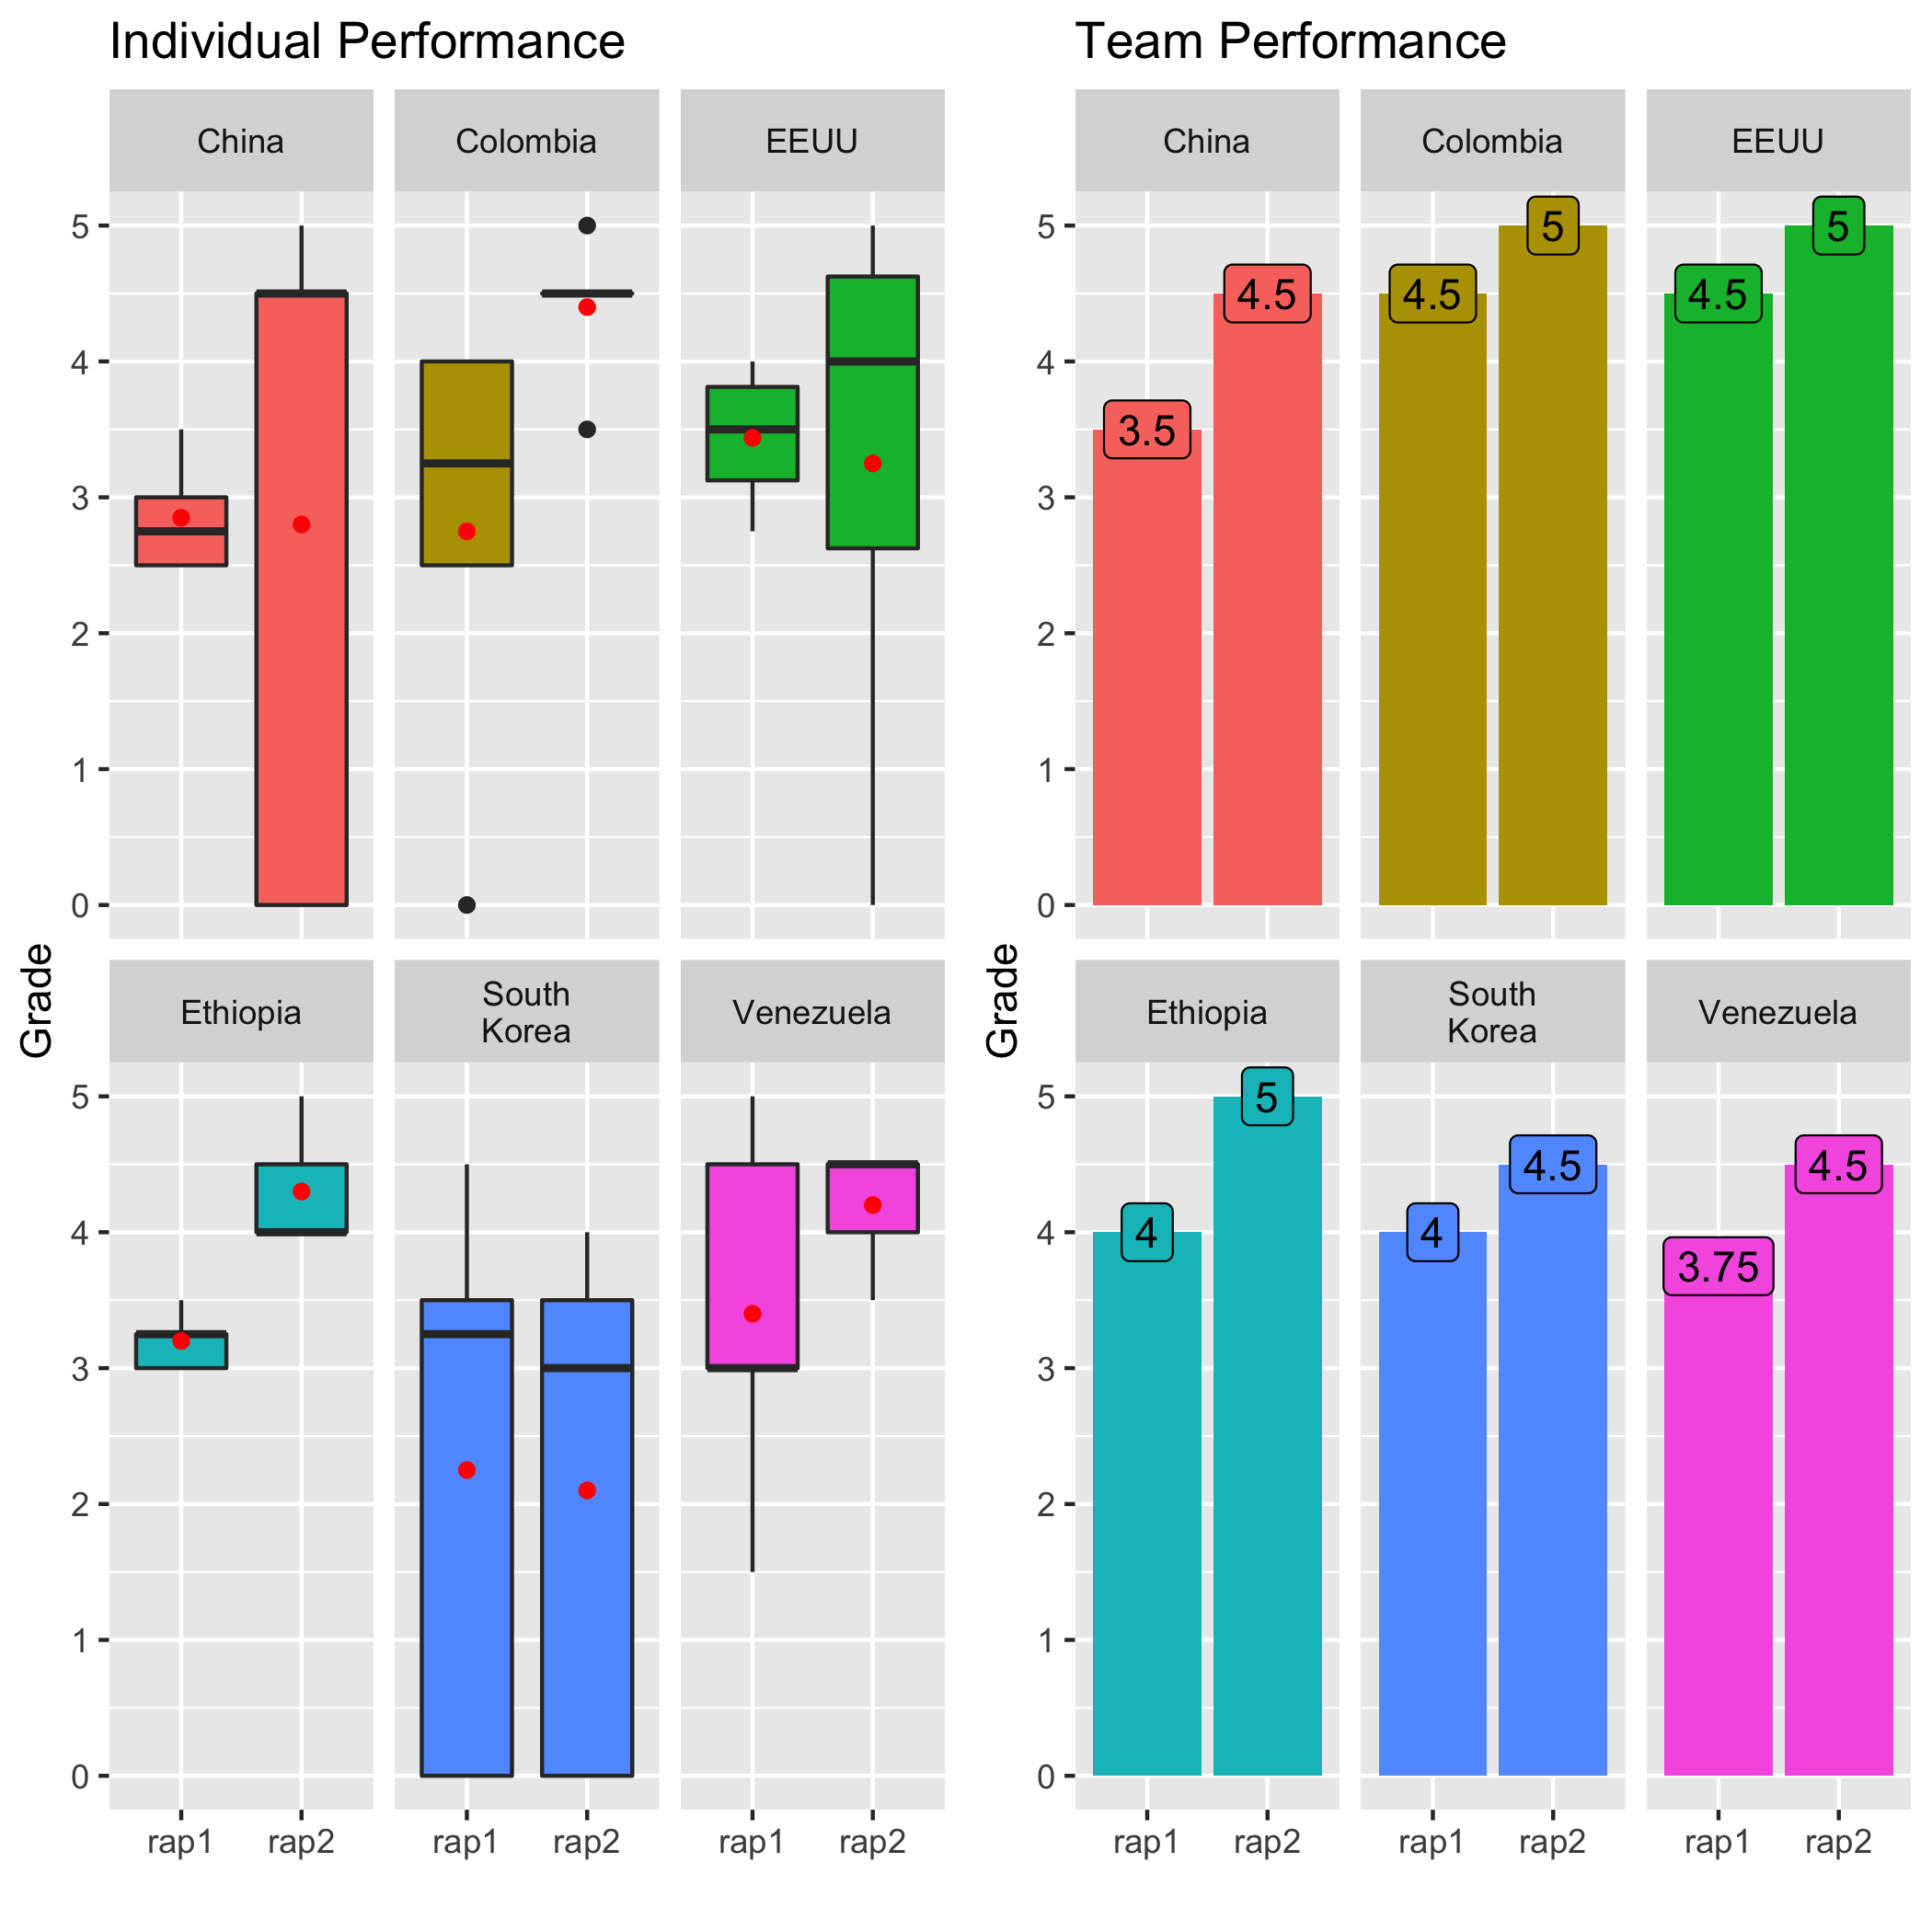 Individual Performance
China Colombia EEUU
5
4
3
2
1
0
Grade
Ethiopia South Korea Venezuela
5
4
3
2
1
0
rap1 rap2 rap1 rap2 rap1 rap2
Team Performance
China Colombia EEUU
5
4
3
2
1
0
3.5 4.5 4.5 5 4.5 5
Grade
Ethiopia South Korea Venezuela
5
4
3
2
1
0
4 5 4 4.5 3.75 4.5
rap1 rap2 rap1 rap2 rap1 rap2